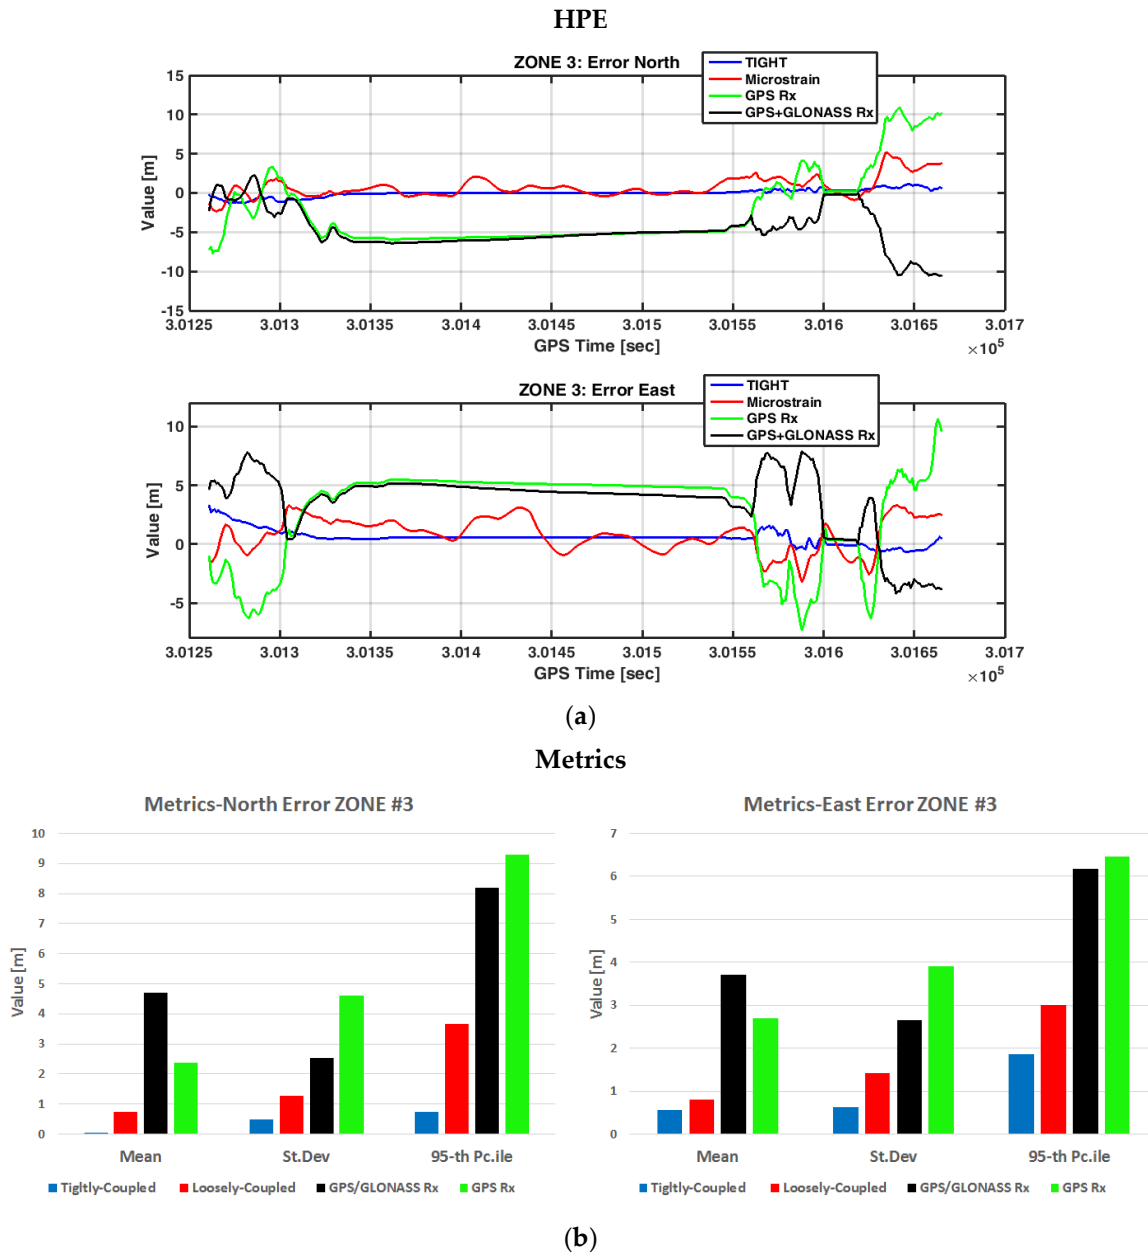 HPE
ZONE 3: Error North
TIGHT
Microstrain
GPS Rx
GPS+GLONASS Rx
Value [m]
15
10
5
0
-5
-10
-15
3.0125 3.013 3.0135 3.014 3.0145 3.015 3.0155 3.016 3.0165 3.017
GPS Time [sec]
×10^5
ZONE 3: Error East
TIGHT
Microstrain
GPS Rx
GPS+GLONASS Rx
Value [m]
10
5
0
-5
3.0125 3.013 3.0135 3.014 3.0145 3.015 3.0155 3.016 3.0165 3.017
GPS Time [sec]
×10^5
(a)
Metrics
Metrics-North Error ZONE #3
Value [m]
10
9
8
7
6
5
4
3
2
1
0
Mean St.Dev 95-th Pc.ile
Tigltly-Coupled Loosely-Coupled GPS/GLONASS Rx GPS Rx
Metrics-East Error ZONE #3
Value [m]
7
6
5
4
3
2
1
0
Mean St.Dev 95-th Pc.ile
Tigltly-Coupled Loosely-Coupled GPS/GLONASS Rx GPS Rx
(b)